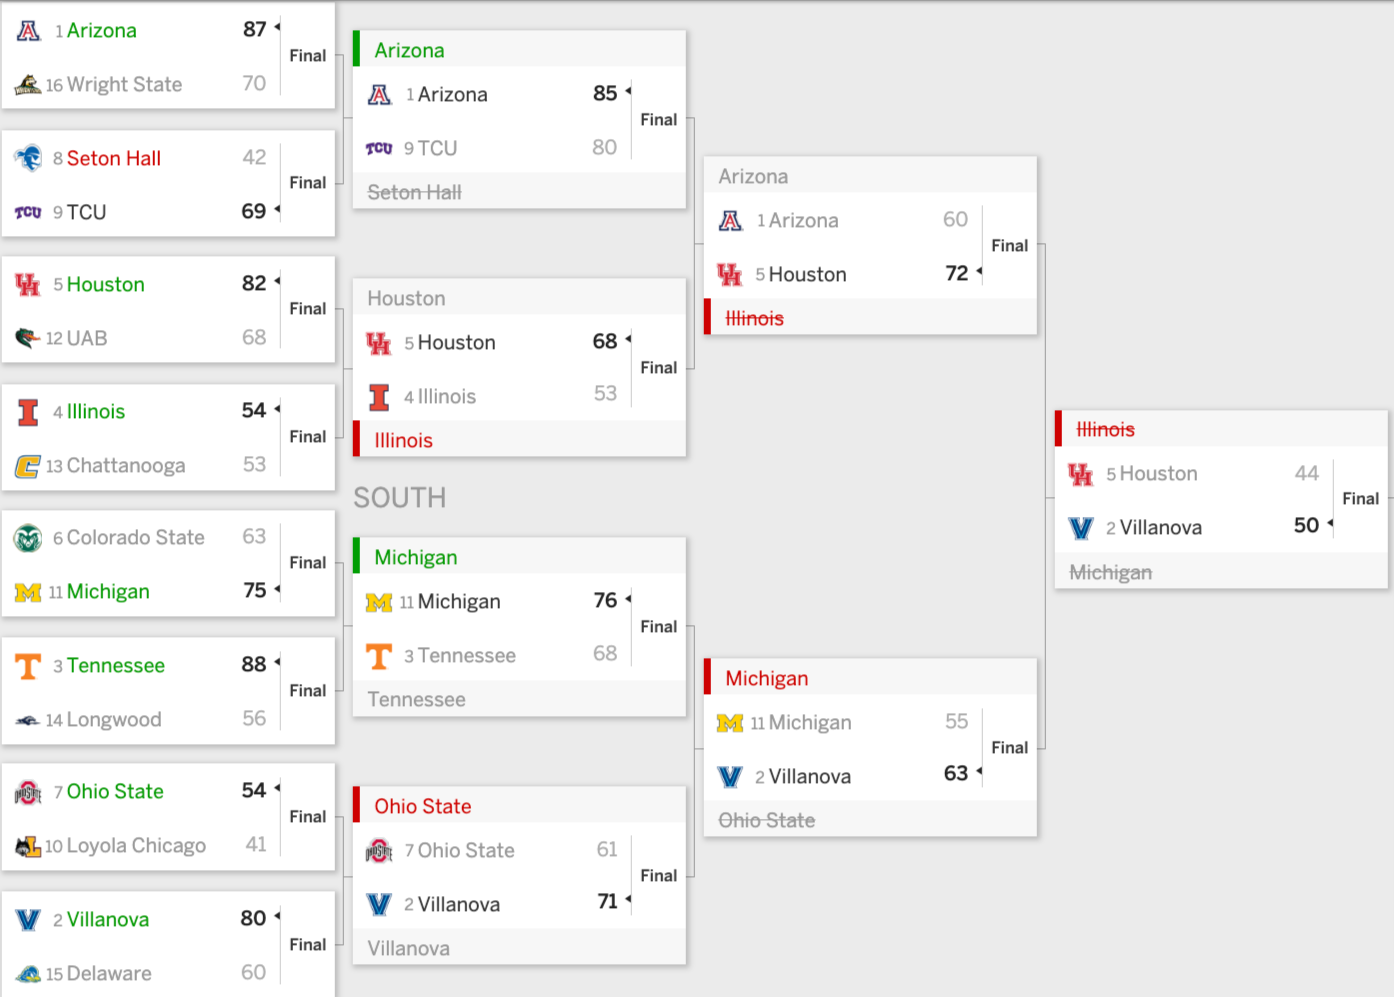 1 Arizona 87
Final
16 Wright State 70
8 Seton Hall 42
Final
TCU 9 TCU 69
5 Houston 82
Final
12 UAB 68
4 Illinois 54
Final
13 Chattanooga 53
6 Colorado State 63
Final
11 Michigan 75
3 Tennessee 88
Final
14 Longwood 56
7 Ohio State 54
Final
10 Loyola Chicago 41
2 Villanova 80
Final
15 Delaware 60
Arizona
1 Arizona 85
Final
TCU 9 TCU 80
Seton Hall
Houston
5 Houston 68
Final
4 Illinois 53
Illinois
SOUTH
Michigan
11 Michigan 76
Final
3 Tennessee 68
Tennessee
Ohio State
7 Ohio State 61
Final
2 Villanova 71
Villanova
Arizona
1 Arizona 60
Final
5 Houston 72
Illinois
Michigan
11 Michigan 55
Final
2 Villanova 63
Ohio State
Illinois
5 Houston 44
Final
2 Villanova 50
Michigan